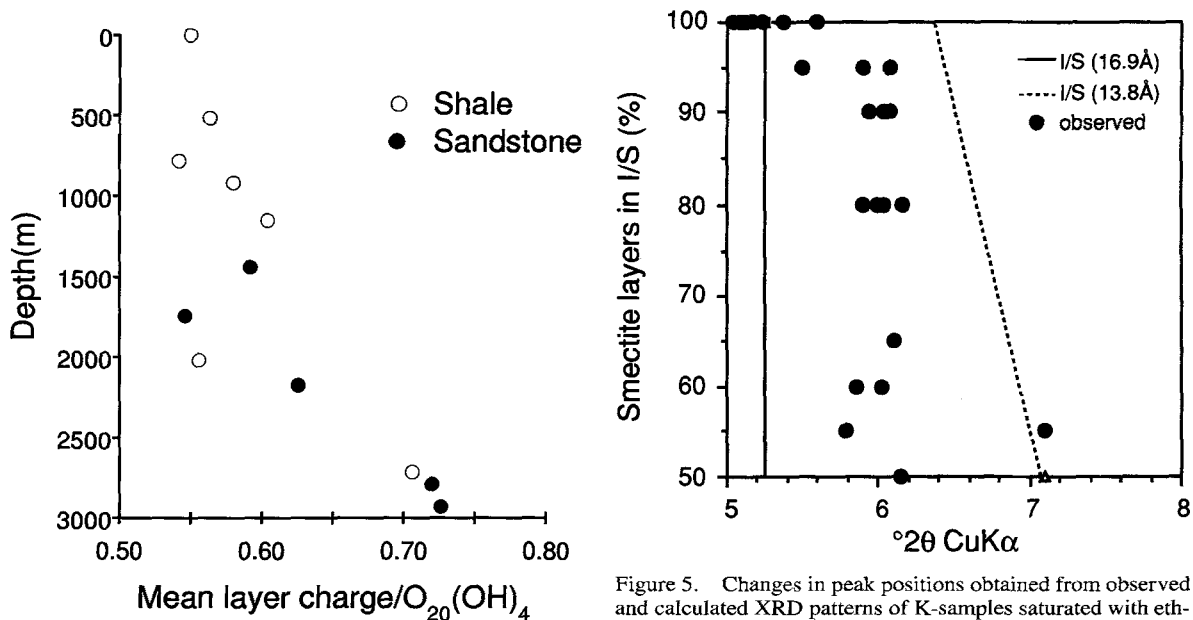 0
500
1000
1500
2000
2500
3000
Depth(m)
0.50 0.60 0.70 0.80
Mean layer charge/O20(OH)4
○ Shale
● Sandstone
100
90
80
70
60
50
Smectite layers in I/S (%)
5 6 7 8
°2θ CuKα
I/S (16.9Å)
I/S (13.8Å)
observed
Figure 5. Changes in peak positions obtained from observed
and calculated XRD patterns of K-samples saturated with eth-